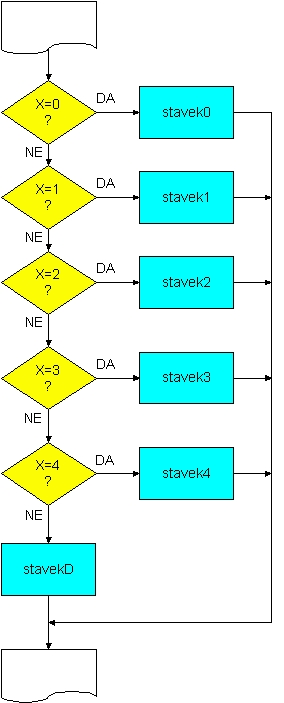 X=0
?
DA
stavek0
NE
X=1
?
DA
stavek1
NE
X=2
?
DA
stavek2
NE
X=3
?
DA
stavek3
NE
X=4
?
DA
stavek4
NE
stavekD